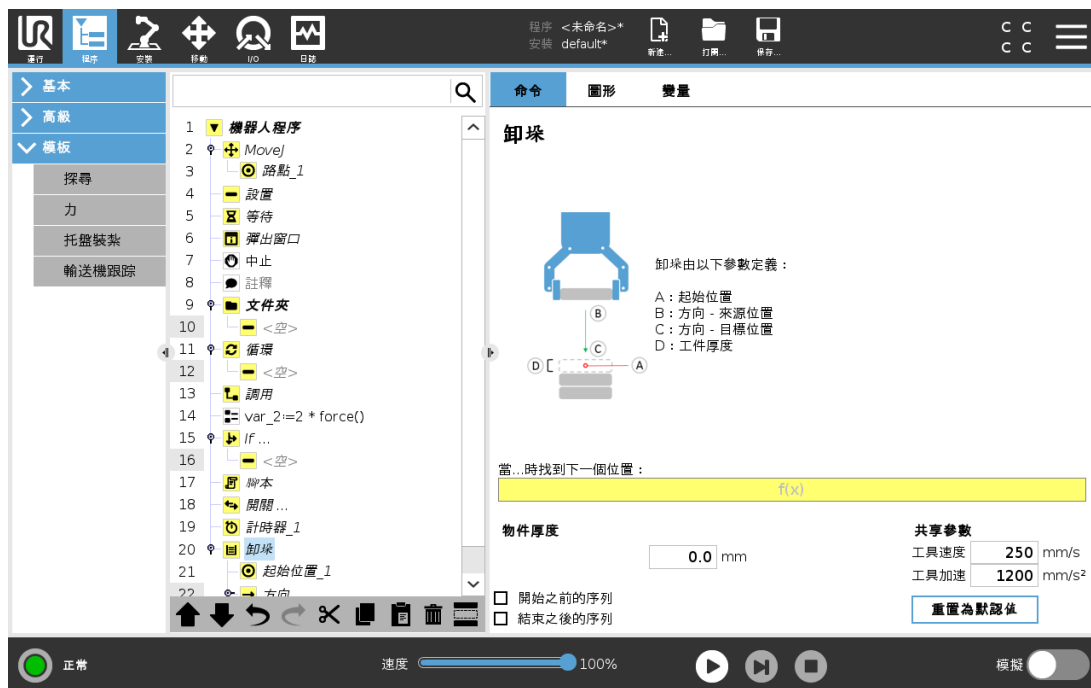 程序 <未命名>*
安裝 default*
運行
程序
安裝
移動
I/O
日誌
新建...
打開...
保存...
C C
C C
基本
高級
模板
探尋
力
托盤裝紮
輸送機跟踪
1 機器人程序
2 MoveJ
3 路點_1
4 設置
5 等待
6 彈出窗口
7 中止
8 註釋
9 文件夾
10 <空>
11 循環
12 <空>
13 調用
14 var_2:=2 * force()
15 If ...
16 <空>
17 腳本
18 開關 ...
19 計時器_1
20 卸垛
21 起始位置_1
22 方向
命令 圖形 變量
卸垛
B
C
D
A
卸垛由以下參數定義：
A：起始位置
B：方向 - 來源位置
C：方向 - 目標位置
D：工件厚度
當...時找到下一個位置：
f(x)
物件厚度
0.0 mm
共享參數
工具速度 250 mm/s
工具加速 1200 mm/s²
重置為默認值
開始之前的序列
結束之後的序列
正常
速度 100%
模擬